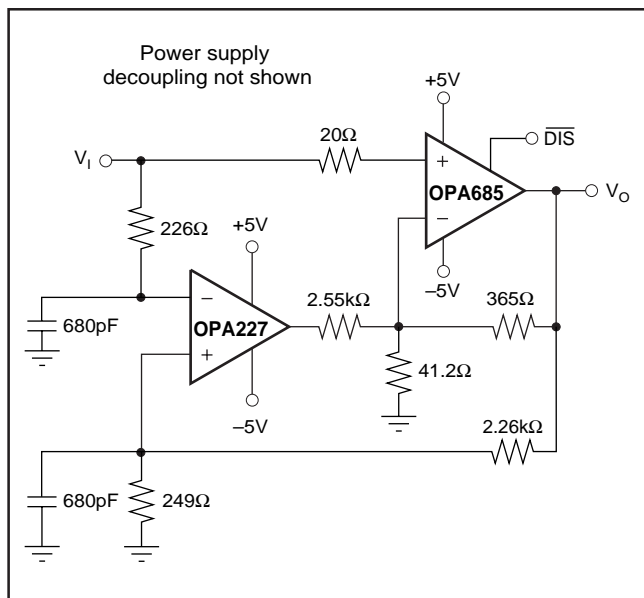 Power supply
decoupling not shown
+5V
20Ω
DIS
V_I
+
OPA685
V_O
−
226Ω
+5V
−5V
2.55kΩ
365Ω
−
680pF
OPA227
+
41.2Ω
−5V
2.26kΩ
680pF
249Ω